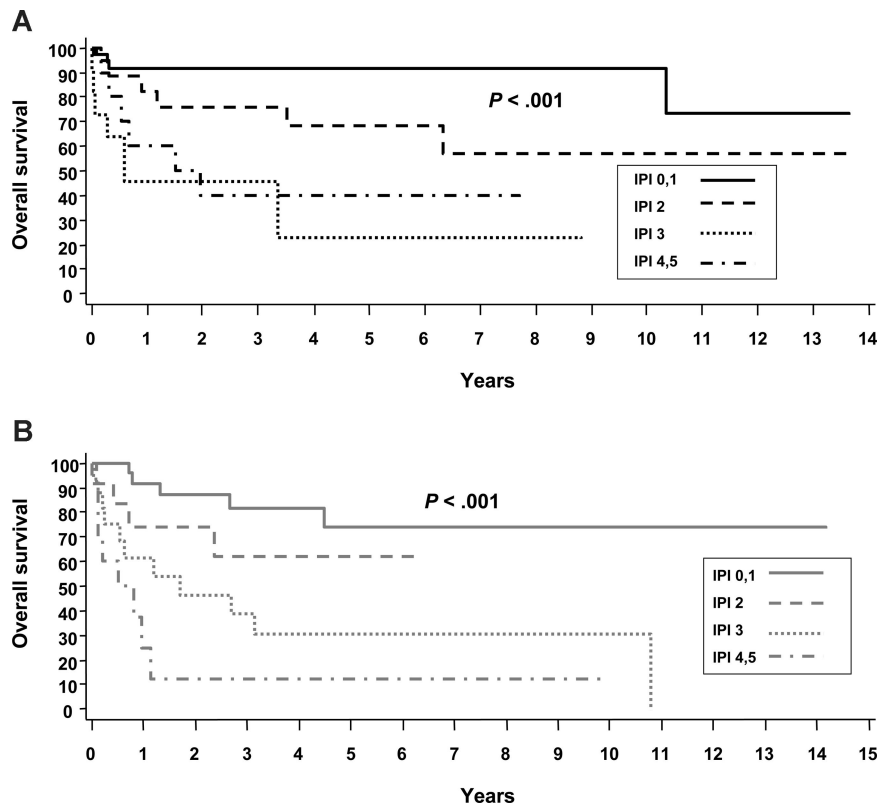 A
Overall survival
100
90
80
70
60
50
40
30
20
10
0
P < .001
IPI 0,1
IPI 2
IPI 3
IPI 4,5
0 1 2 3 4 5 6 7 8 9 10 11 12 13 14
Years
B
Overall survival
100
90
80
70
60
50
40
30
20
10
0
P < .001
IPI 0,1
IPI 2
IPI 3
IPI 4,5
0 1 2 3 4 5 6 7 8 9 10 11 12 13 14 15
Years